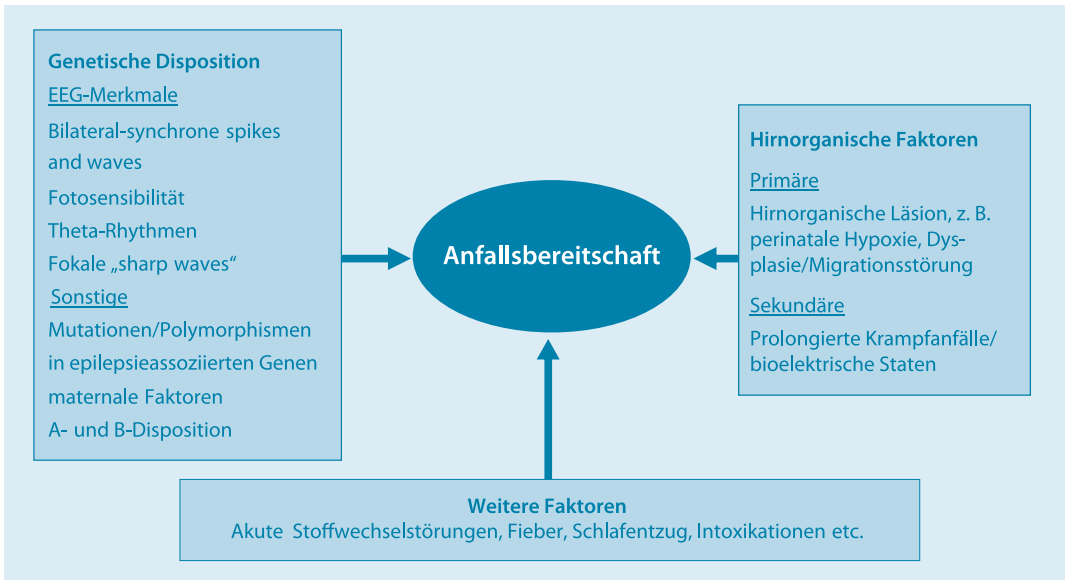 Genetische Disposition
EEG-Merkmale
Bilateral-synchrone spikes
and waves
Fotosensibilität
Theta-Rhythmen
Fokale „sharp waves“
Sonstige
Mutationen/Polymorphismen
in epilepsieassoziierten Genen
maternale Faktoren
A- und B-Disposition
Anfallsbereitschaft
Hirnorganische Faktoren
Primäre
Hirnorganische Läsion, z. B.
perinatale Hypoxie, Dys-
plasie/Migrationsstörung
Sekundäre
Prolongierte Krampfanfälle/
bioelektrische Staten
Weitere Faktoren
Akute Stoffwechselstörungen, Fieber, Schlafentzug, Intoxikationen etc.